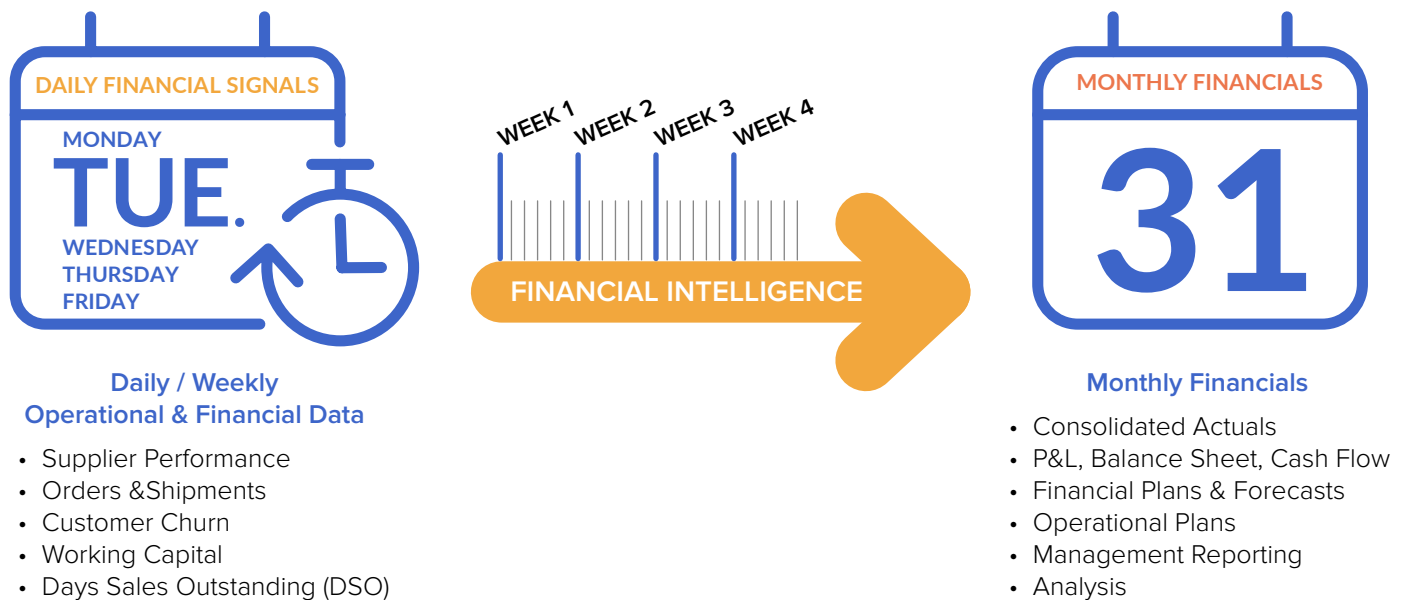 DAILY FINANCIAL SIGNALS
MONDAY
TUE.
WEDNESDAY
THURSDAY
FRIDAY
Daily / Weekly
Operational & Financial Data
• Supplier Performance
• Orders &Shipments
• Customer Churn
• Working Capital
• Days Sales Outstanding (DSO)
WEEK 1
WEEK 2
WEEK 3
WEEK 4
FINANCIAL INTELLIGENCE
MONTHLY FINANCIALS
31
Monthly Financials
• Consolidated Actuals
• P&L, Balance Sheet, Cash Flow
• Financial Plans & Forecasts
• Operational Plans
• Management Reporting
• Analysis